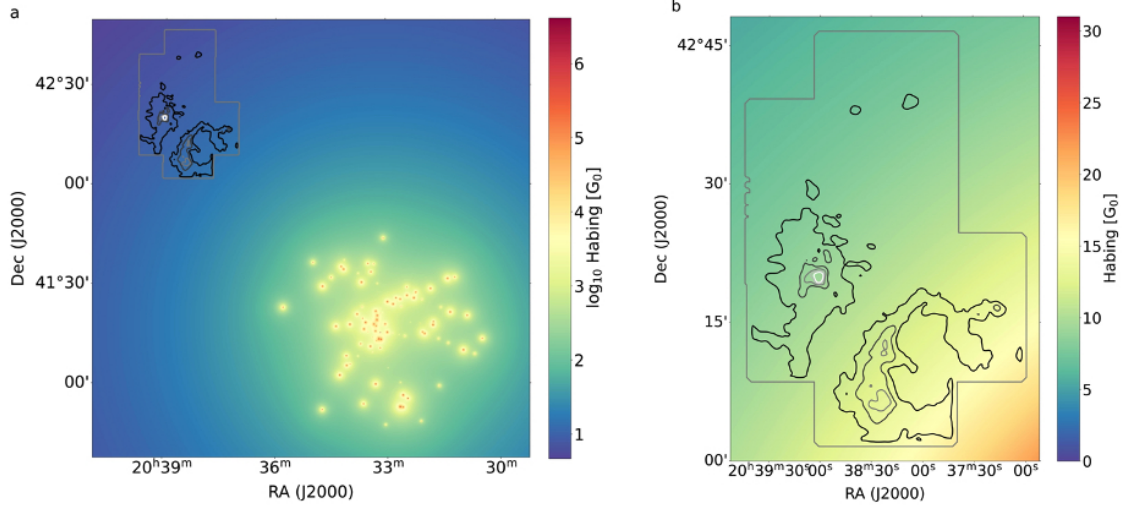 a
42°30'
00'
41°30'
00'
Dec (J2000)
20ʰ39ᵐ 36ᵐ 33ᵐ 30ᵐ
RA (J2000)
6
5
4
3
2
1
log₁₀ Habing [G₀]
b
42°45'
30'
15'
00'
Dec (J2000)
20ʰ39ᵐ30ˢ00ˢ 38ᵐ30ˢ 00ˢ 37ᵐ30ˢ 00ˢ
RA (J2000)
30
25
20
15
10
5
0
Habing [G₀]